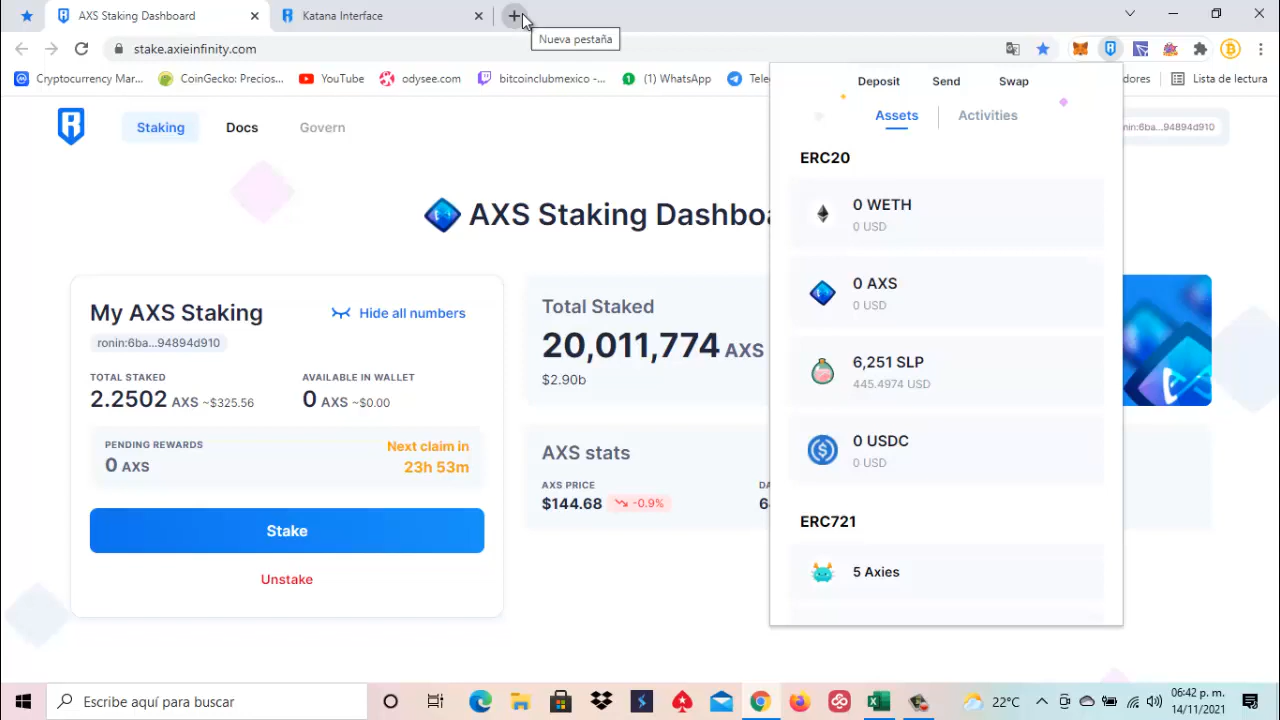 AXS Staking Dashboard
Katana Interface
Nueva pestaña
stake.axieinfinity.com
Cryptocurrency Mar...
CoinGecko: Precios...
YouTube
odysee.com
bitcoinclubmexico -...
(1) WhatsApp
Tele
dores
Lista de lectura
Staking
Docs
Govern
nin:6ba...94894d910
Deposit
Send
Swap
Assets
Activities
ERC20
0 WETH
0 USD
0 AXS
0 USD
6,251 SLP
445.4974 USD
0 USDC
0 USD
ERC721
5 Axies
AXS Staking Dashboa
My AXS Staking
Hide all numbers
ronin:6ba...94894d910
TOTAL STAKED
AVAILABLE IN WALLET
2.2502 AXS ~$325.56
0 AXS ~$0.00
PENDING REWARDS
0 AXS
Next claim in
23h 53m
Stake
Unstake
Total Staked
20,011,774 AXS
$2.90b
AXS stats
AXS PRICE
DA
$144.68
-0.9%
6
Escribe aquí para buscar
22°C
06:42 p. m.
14/11/2021